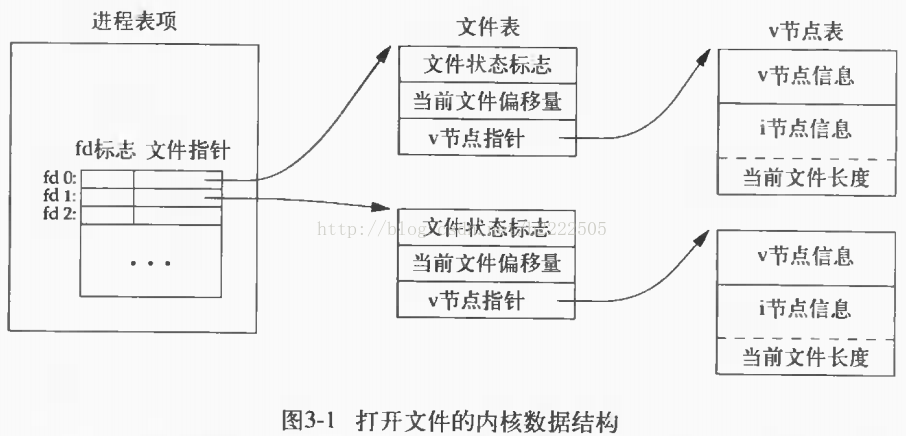 进程表项
fd标志 文件指针
fd 0:
fd 1:
fd 2:
...
文件表
文件状态标志
当前文件偏移量
v节点指针
文件状态标志
当前文件偏移量
v节点指针
v节点表
v节点信息
i节点信息
当前文件长度
v节点信息
i节点信息
当前文件长度
图3-1 打开文件的内核数据结构